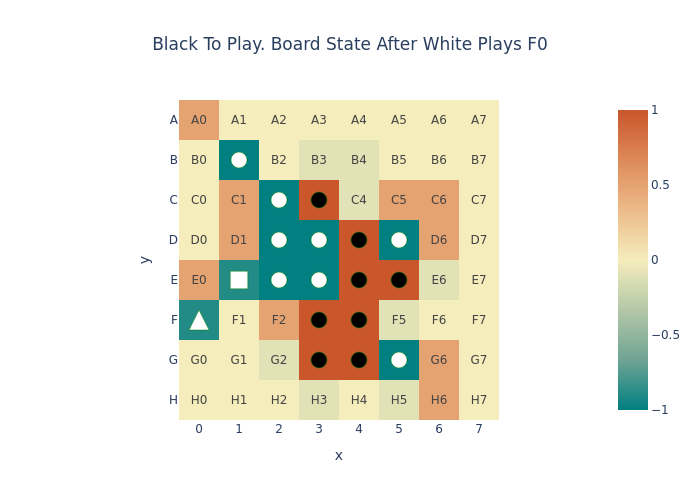 Black To Play. Board State After White Plays F0
A A0 A1 A2 A3 A4 A5 A6 A7
B B0 B2 B3 B4 B5 B6 B7
C C0 C1 C4 C5 C6 C7
D D0 D1 D6 D7
E E0 E6 E7
F F1 F2 F5 F6 F7
G G0 G1 G2 G6 G7
H H0 H1 H2 H3 H4 H5 H6 H7
0 1 2 3 4 5 6 7
x
y
1
0.5
0
−0.5
−1